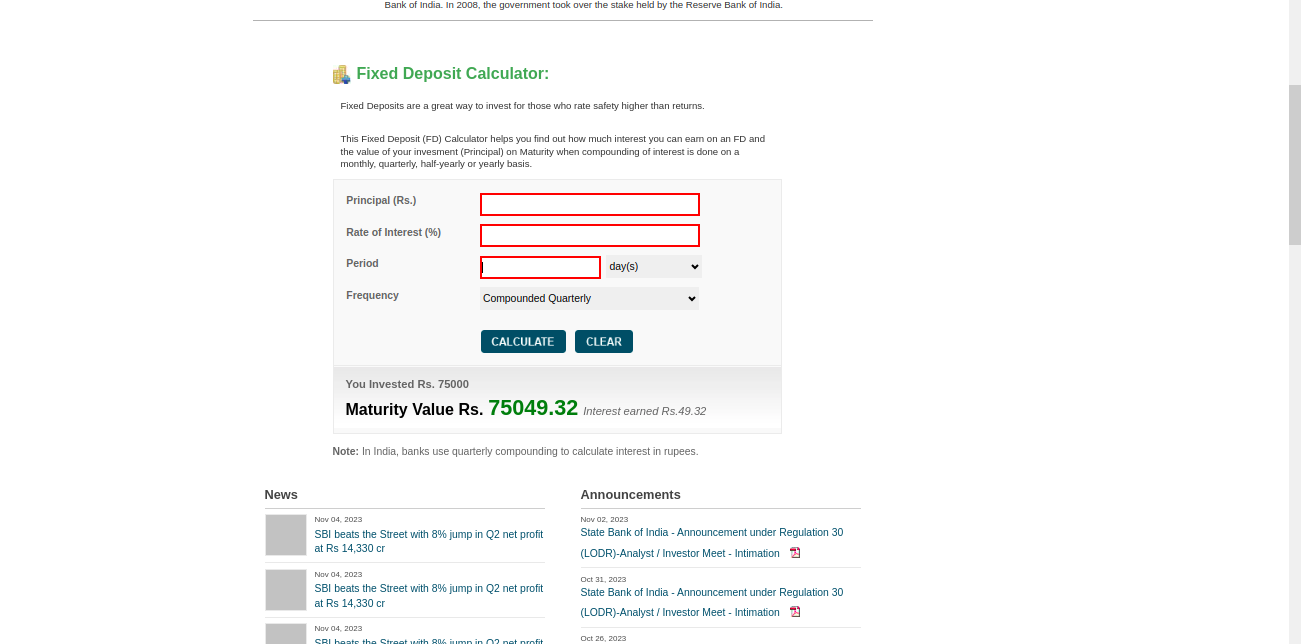 Bank of India. In 2008, the government took over the stake held by the Reserve Bank of India.
Fixed Deposit Calculator:
Fixed Deposits are a great way to invest for those who rate safety higher than returns.
This Fixed Deposit (FD) Calculator helps you find out how much interest you can earn on an FD and
the value of your invesment (Principal) on Maturity when compounding of interest is done on a
monthly, quarterly, half-yearly or yearly basis.
Principal (Rs.)
Rate of Interest (%)
Period
day(s)
Frequency
Compounded Quarterly
CALCULATE
CLEAR
You Invested Rs. 75000
Maturity Value Rs. 75049.32 Interest earned Rs.49.32
Note: In India, banks use quarterly compounding to calculate interest in rupees.
News
Nov 04, 2023
SBI beats the Street with 8% jump in Q2 net profit
at Rs 14,330 cr
Nov 04, 2023
SBI beats the Street with 8% jump in Q2 net profit
at Rs 14,330 cr
Nov 04, 2023
SBI beats the Street with 8% jump in Q2 net profit
Announcements
Nov 02, 2023
State Bank of India - Announcement under Regulation 30
(LODR)-Analyst / Investor Meet - Intimation
Oct 31, 2023
State Bank of India - Announcement under Regulation 30
(LODR)-Analyst / Investor Meet - Intimation
Oct 26, 2023